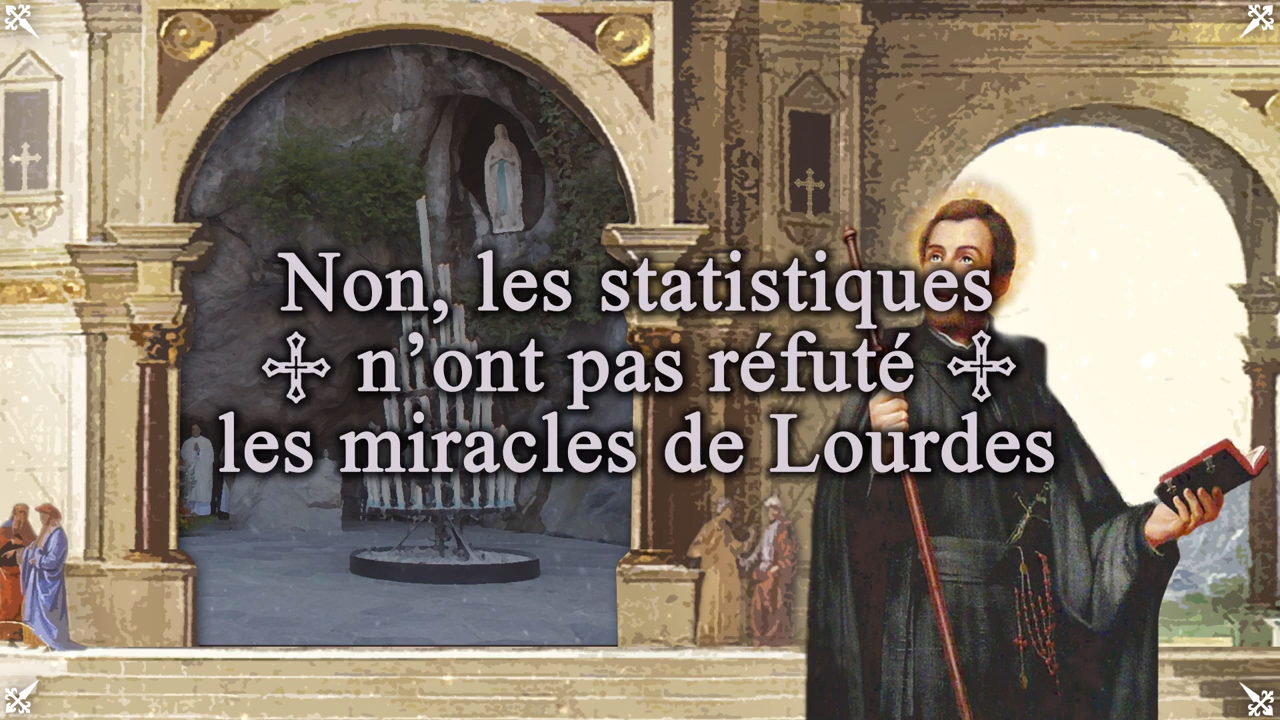 Non, les statistiques
n’ont pas réfuté
les miracles de Lourdes